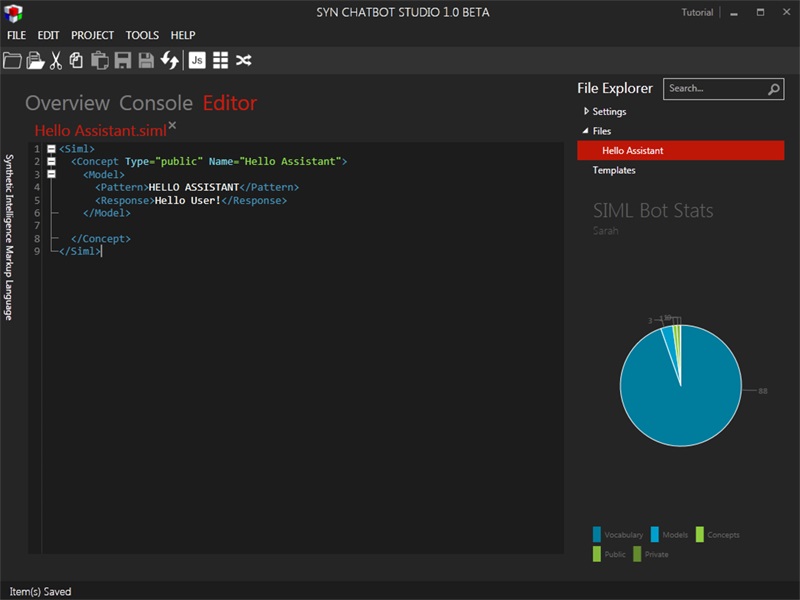 SYN CHATBOT STUDIO 1.0 BETA
Tutorial
FILE EDIT PROJECT TOOLS HELP
Js
Overview Console Editor
Hello Assistant.siml
Synthetic Intelligence Markup Language
1 <Siml>
2 <Concept Type="public" Name="Hello Assistant">
3 <Model>
4 <Pattern>HELLO ASSISTANT</Pattern>
5 <Response>Hello User!</Response>
6 </Model>
7
8 </Concept>
9 </Siml>
File Explorer
Search...
Settings
Files
Hello Assistant
Templates
SIML Bot Stats
Sarah
3
88
Vocabulary Models Concepts
Public Private
Item(s) Saved